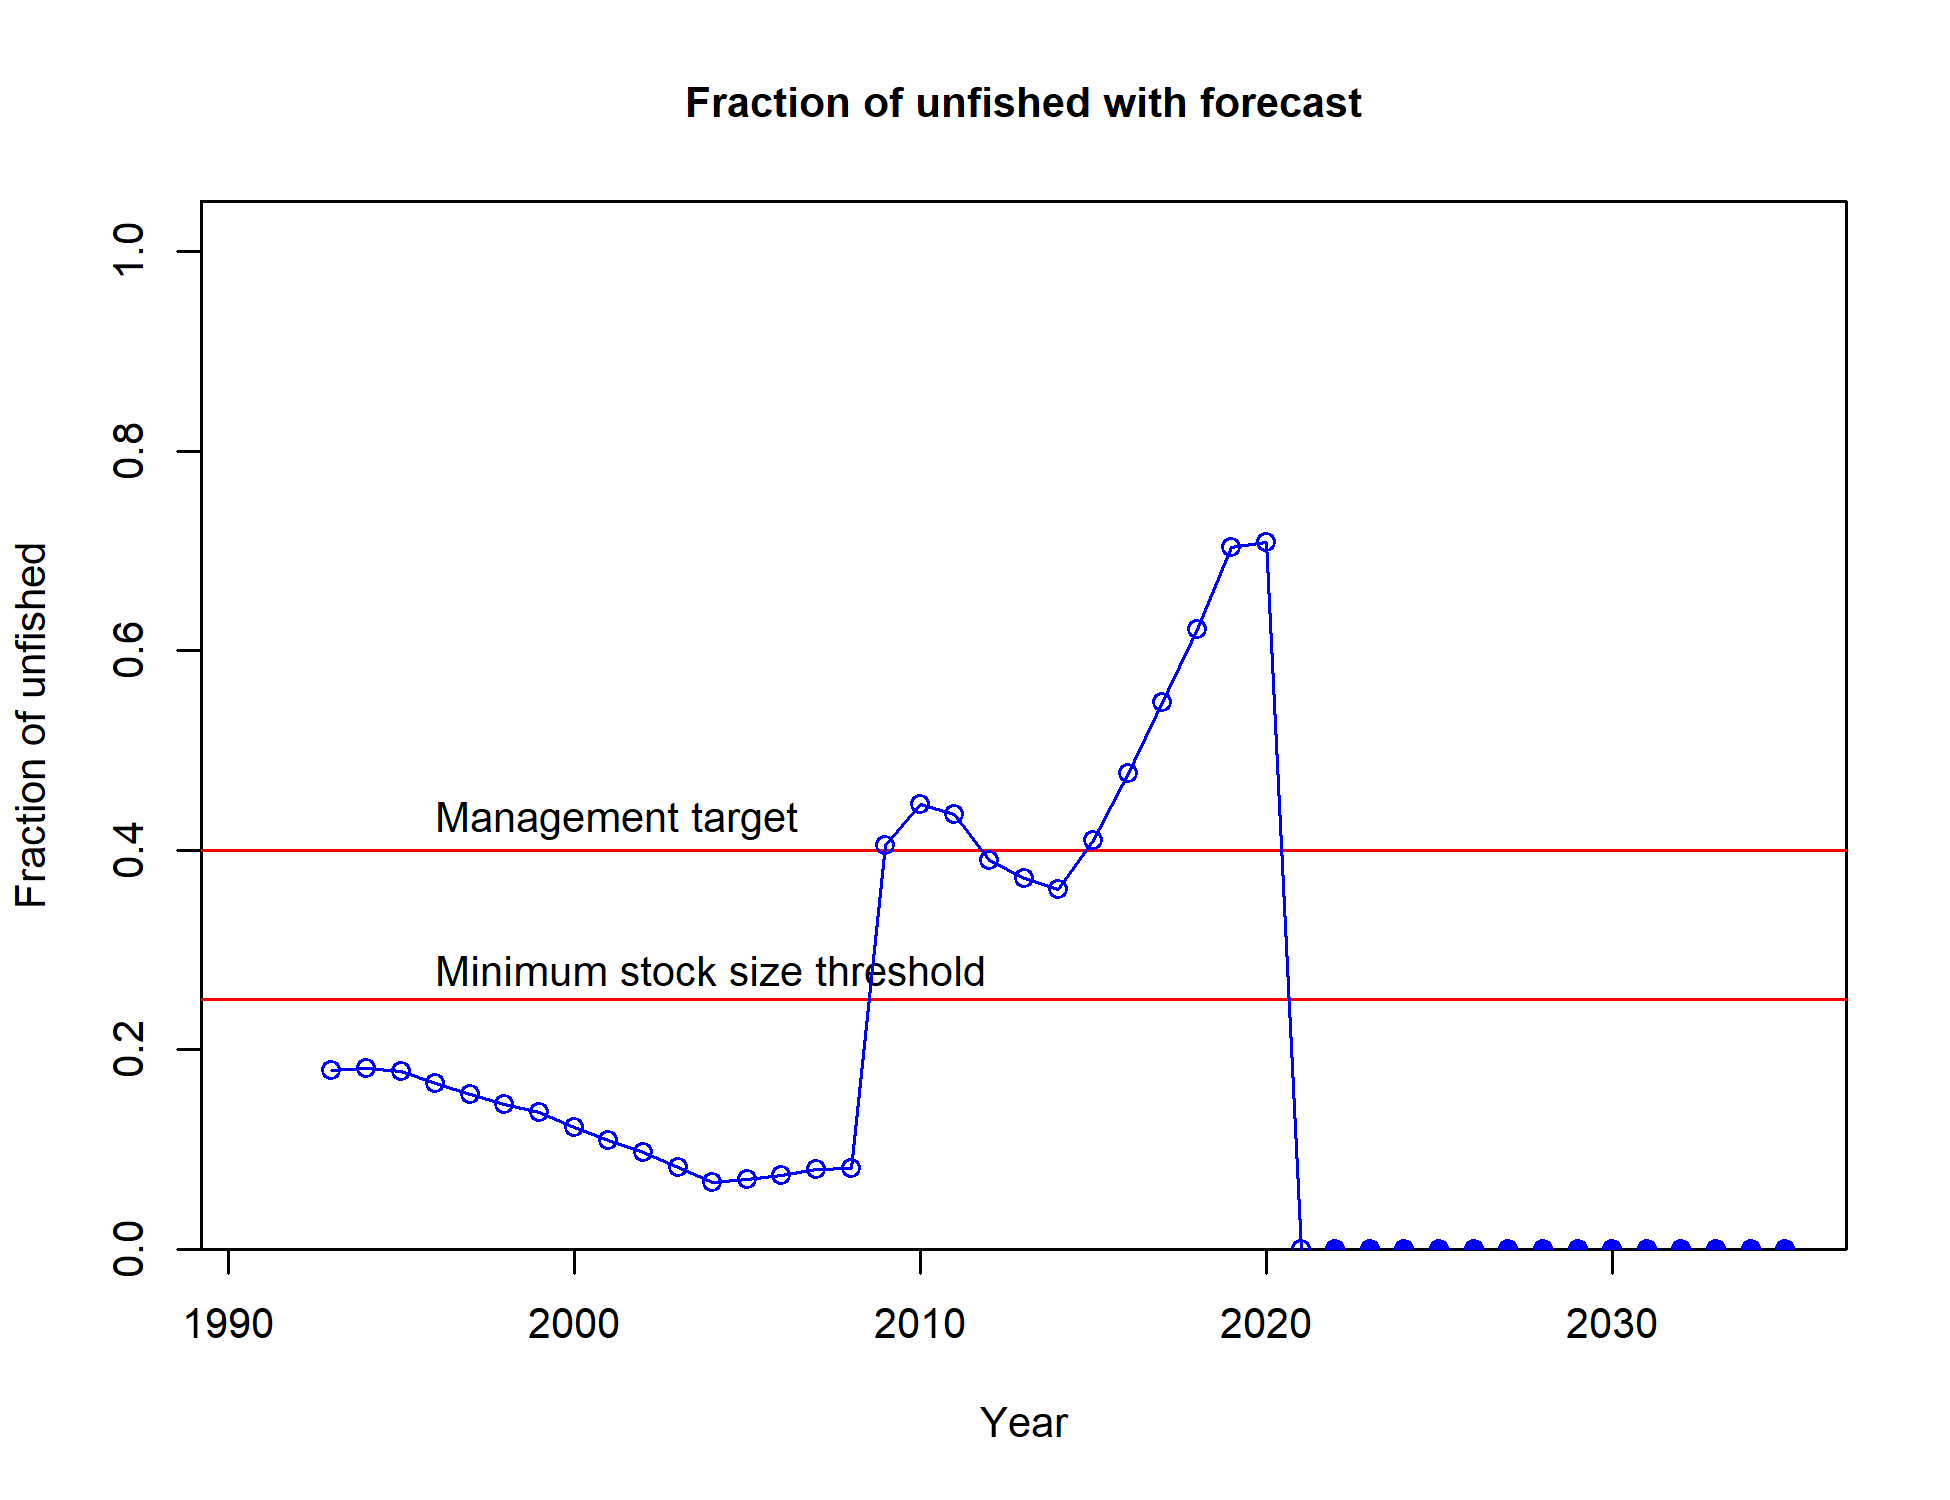 Fraction of unfished with forecast
Fraction of unfished
1.0
0.8
0.6
0.4
0.2
0.0
Management target
Minimum stock size threshold
1990 2000 2010 2020 2030
Year